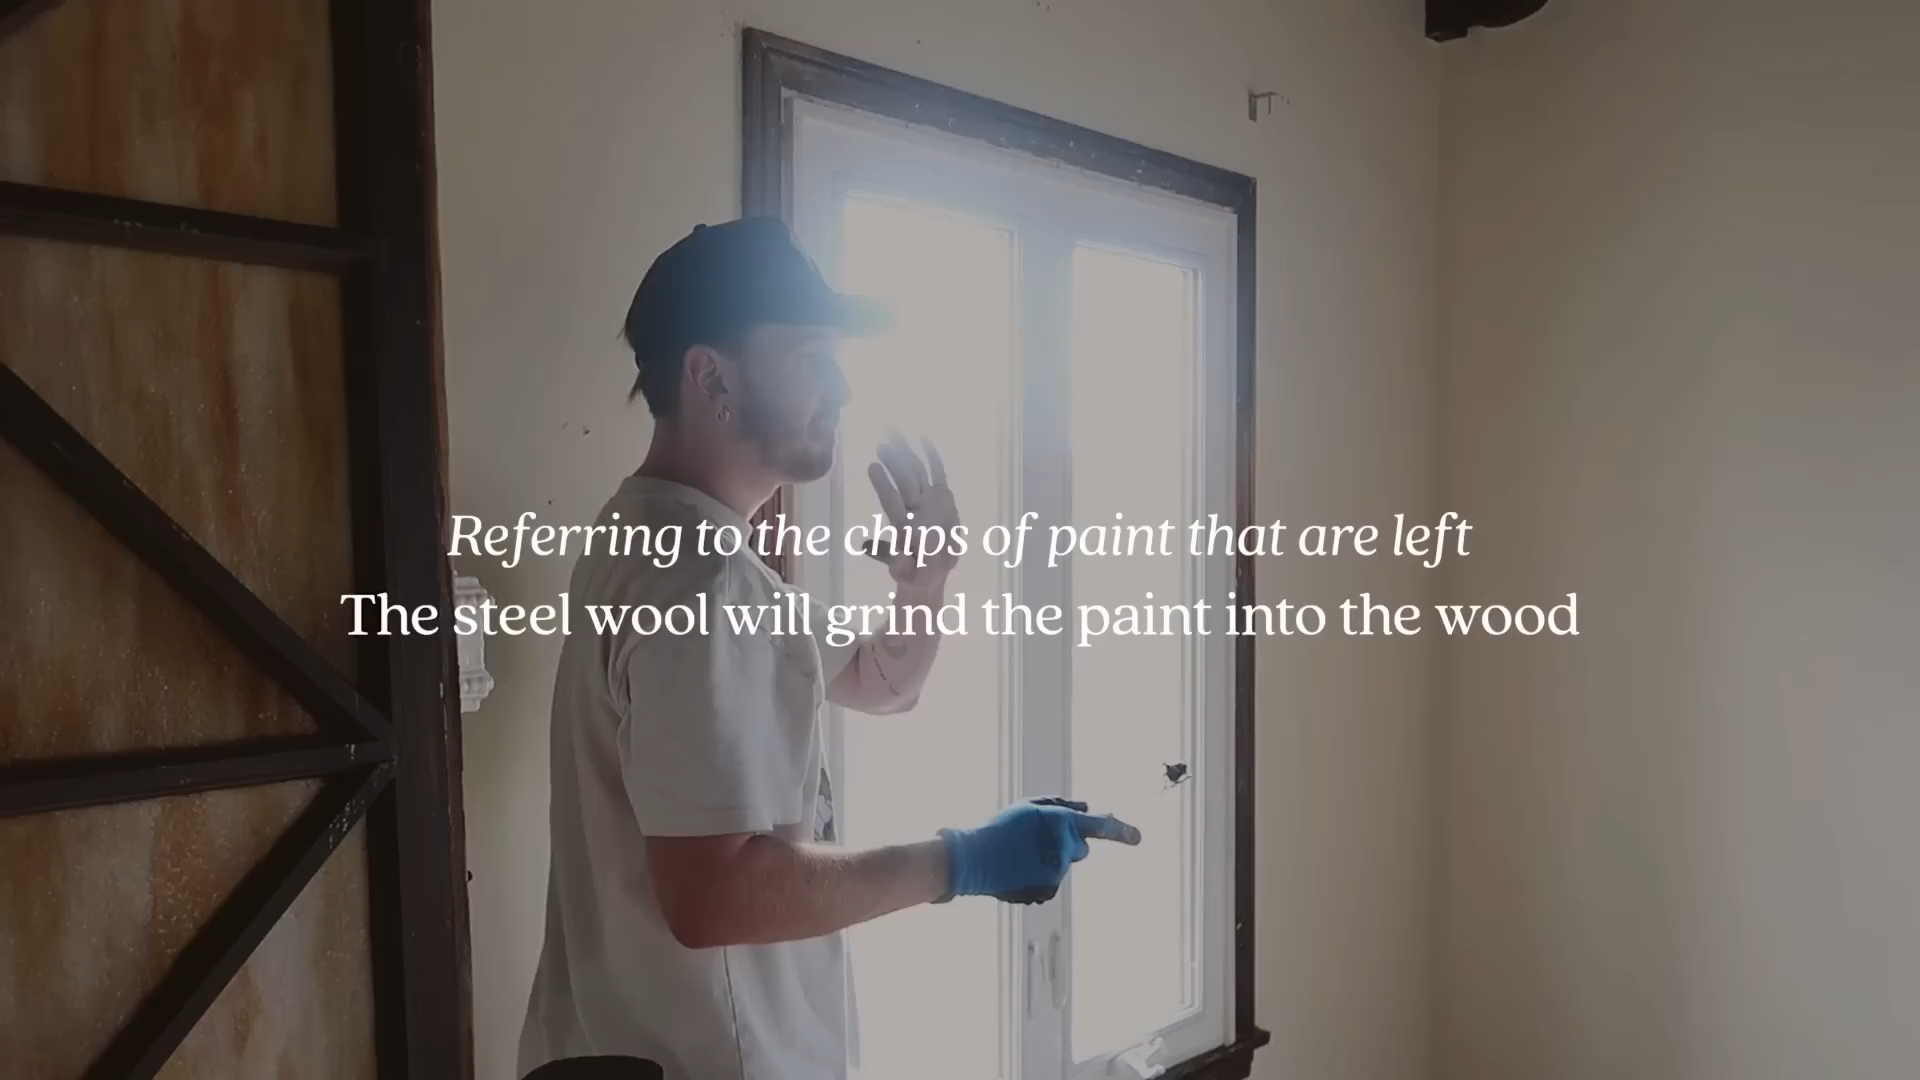 Referring to the chips of paint that are left
The steel wool will grind the paint into the wood